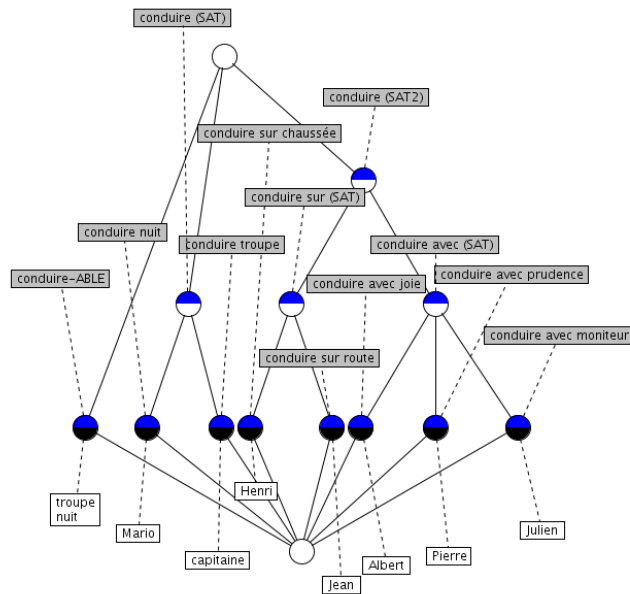 conduire (SAT)
conduire (SAT2)
conduire sur chaussée
conduire sur (SAT)
conduire nuit
conduire troupe
conduire avec (SAT)
conduire-ABLE
conduire avec joie
conduire avec prudence
conduire avec moniteur
conduire sur route
troupe
nuit
Mario
capitaine
Henri
Jean
Albert
Pierre
Julien